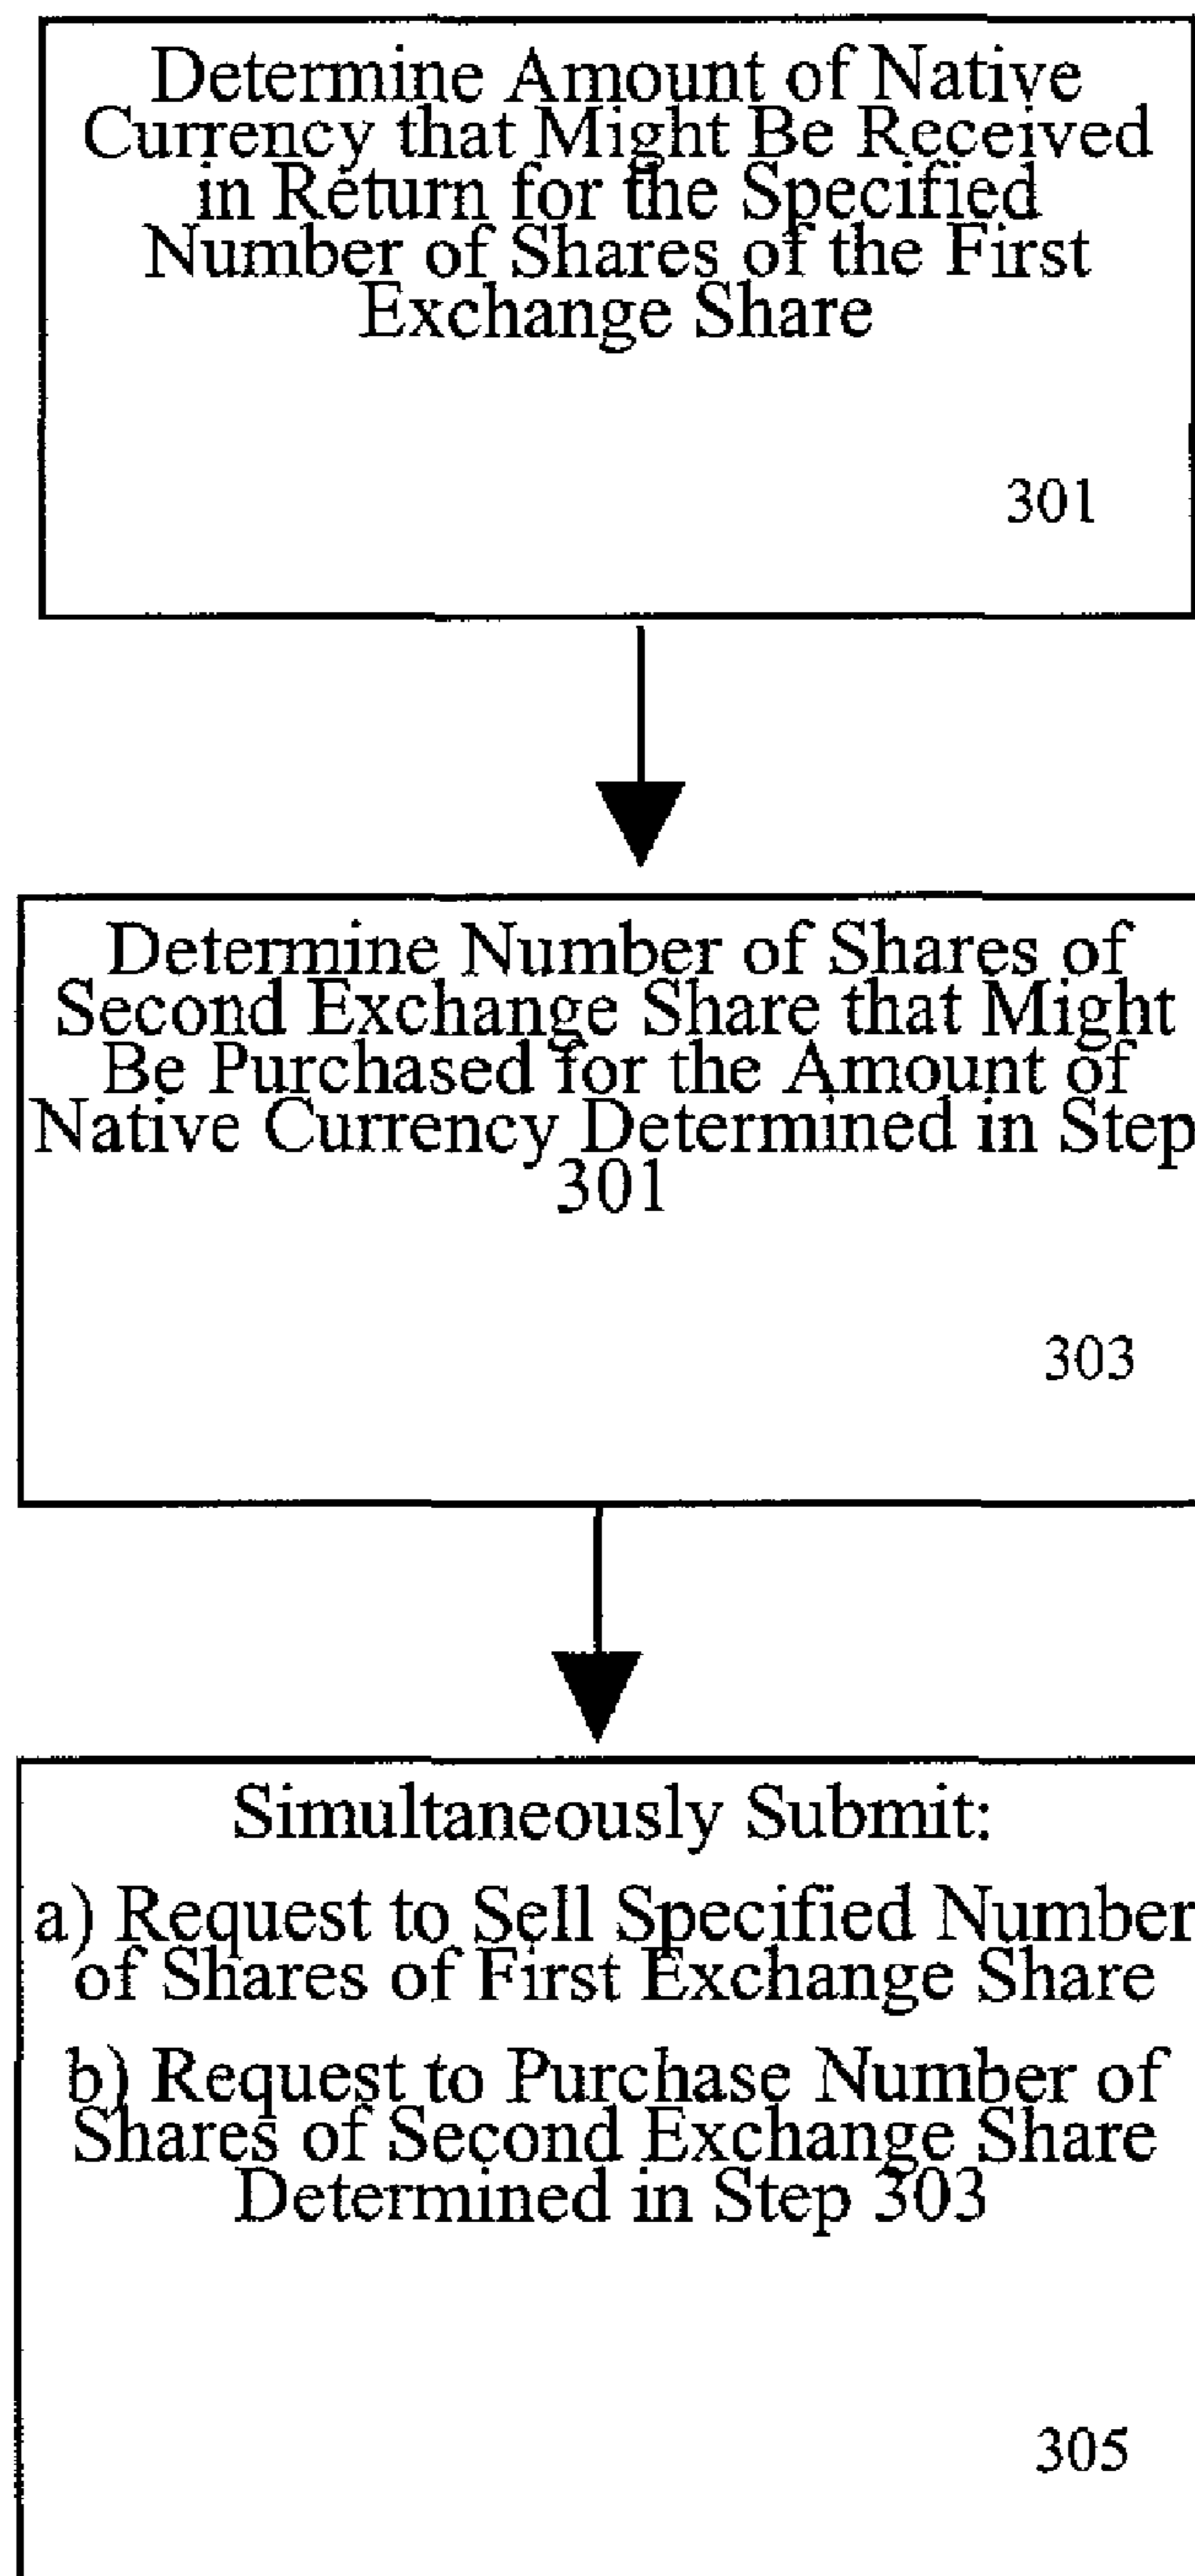 Determine Amount of Native
Currency that Might Be Received
in Return for the Specified
Number of Shares of the First
Exchange Share
301
Determine Number of Shares of
Second Exchange Share that Might
Be Purchased for the Amount of
Native Currency Determined in Step
301
303
Simultaneously Submit:
a) Request to Sell Specified Number
of Shares of First Exchange Share
b) Request to Purchase Number of
Shares of Second Exchange Share
Determined in Step 303
305